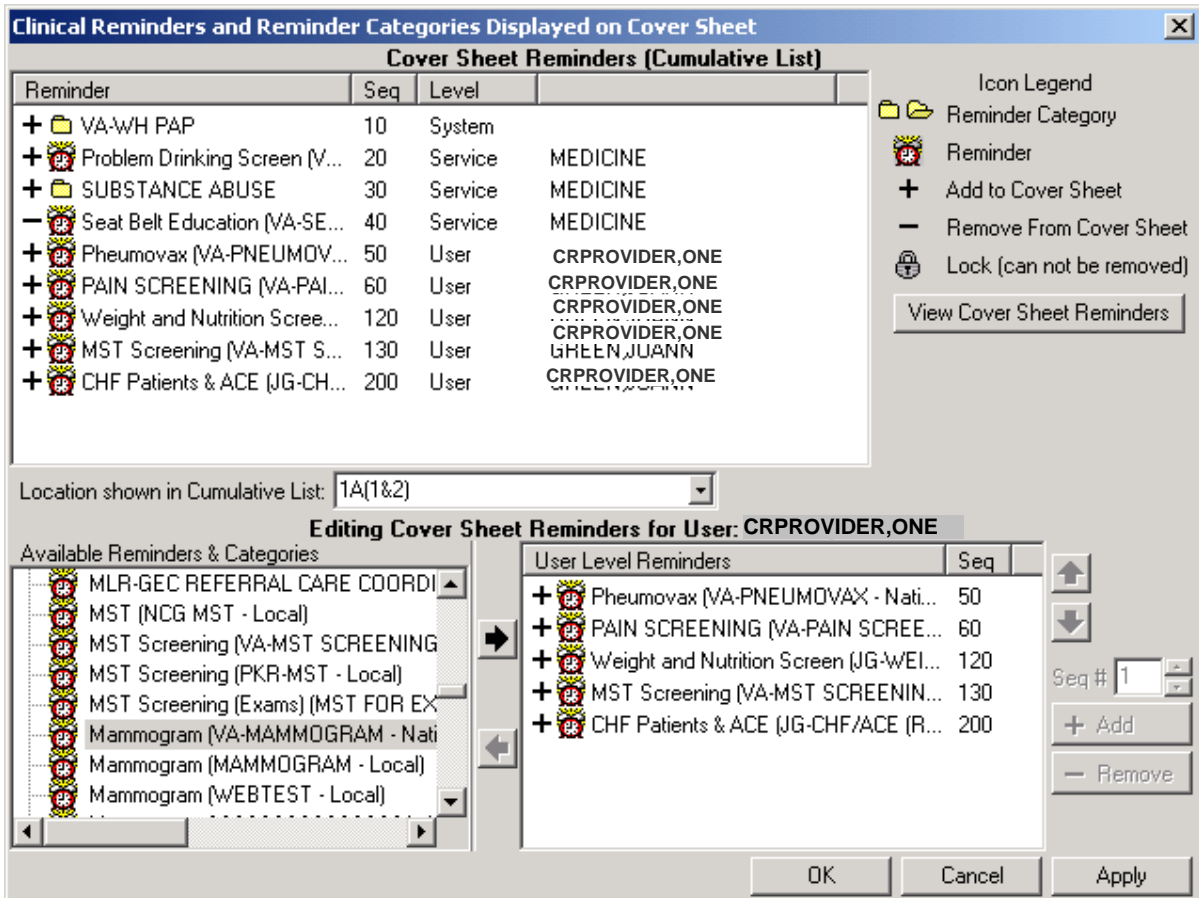 Clinical Reminders and Reminder Categories Displayed on Cover Sheet
Cover Sheet Reminders (Cumulative List)
Reminder Seq Level
VA-WH PAP 10 System
Problem Drinking Screen (V... 20 Service MEDICINE
SUBSTANCE ABUSE 30 Service MEDICINE
Seat Belt Education (VA-SE... 40 Service MEDICINE
Pheumovax (VA-PNEUMOV... 50 User CRPROVIDER,ONE
PAIN SCREENING (VA-PAI... 60 User CRPROVIDER,ONE
Weight and Nutrition Scree... 120 User CRPROVIDER,ONE
MST Screening (VA-MST S... 130 User CRPROVIDER,ONE
CHF Patients & ACE (JG-CH... 200 User CRPROVIDER,ONE
Icon Legend
Reminder Category
Reminder
Add to Cover Sheet
Remove From Cover Sheet
Lock (can not be removed)
View Cover Sheet Reminders
Location shown in Cumulative List: 1A(1&2)
Editing Cover Sheet Reminders for User: CRPROVIDER,ONE
Available Reminders & Categories
MLR-GEC REFERRAL CARE COORDI
MST (NCG MST - Local)
MST Screening (VA-MST SCREENING
MST Screening (PKR-MST - Local)
MST Screening (Exams) (MST FOR EX
Mammogram (VA-MAMMOGRAM - Nati
Mammogram (MAMMOGRAM - Local)
Mammogram (WEBTEST - Local)
User Level Reminders Seq
Pheumovax (VA-PNEUMOVAX - Nati... 50
PAIN SCREENING (VA-PAIN SCREE... 60
Weight and Nutrition Screen (JG-WEI... 120
MST Screening (VA-MST SCREENIN... 130
CHF Patients & ACE (JG-CHF/ACE (R... 200
Seq # 1
+ Add
− Remove
OK Cancel Apply